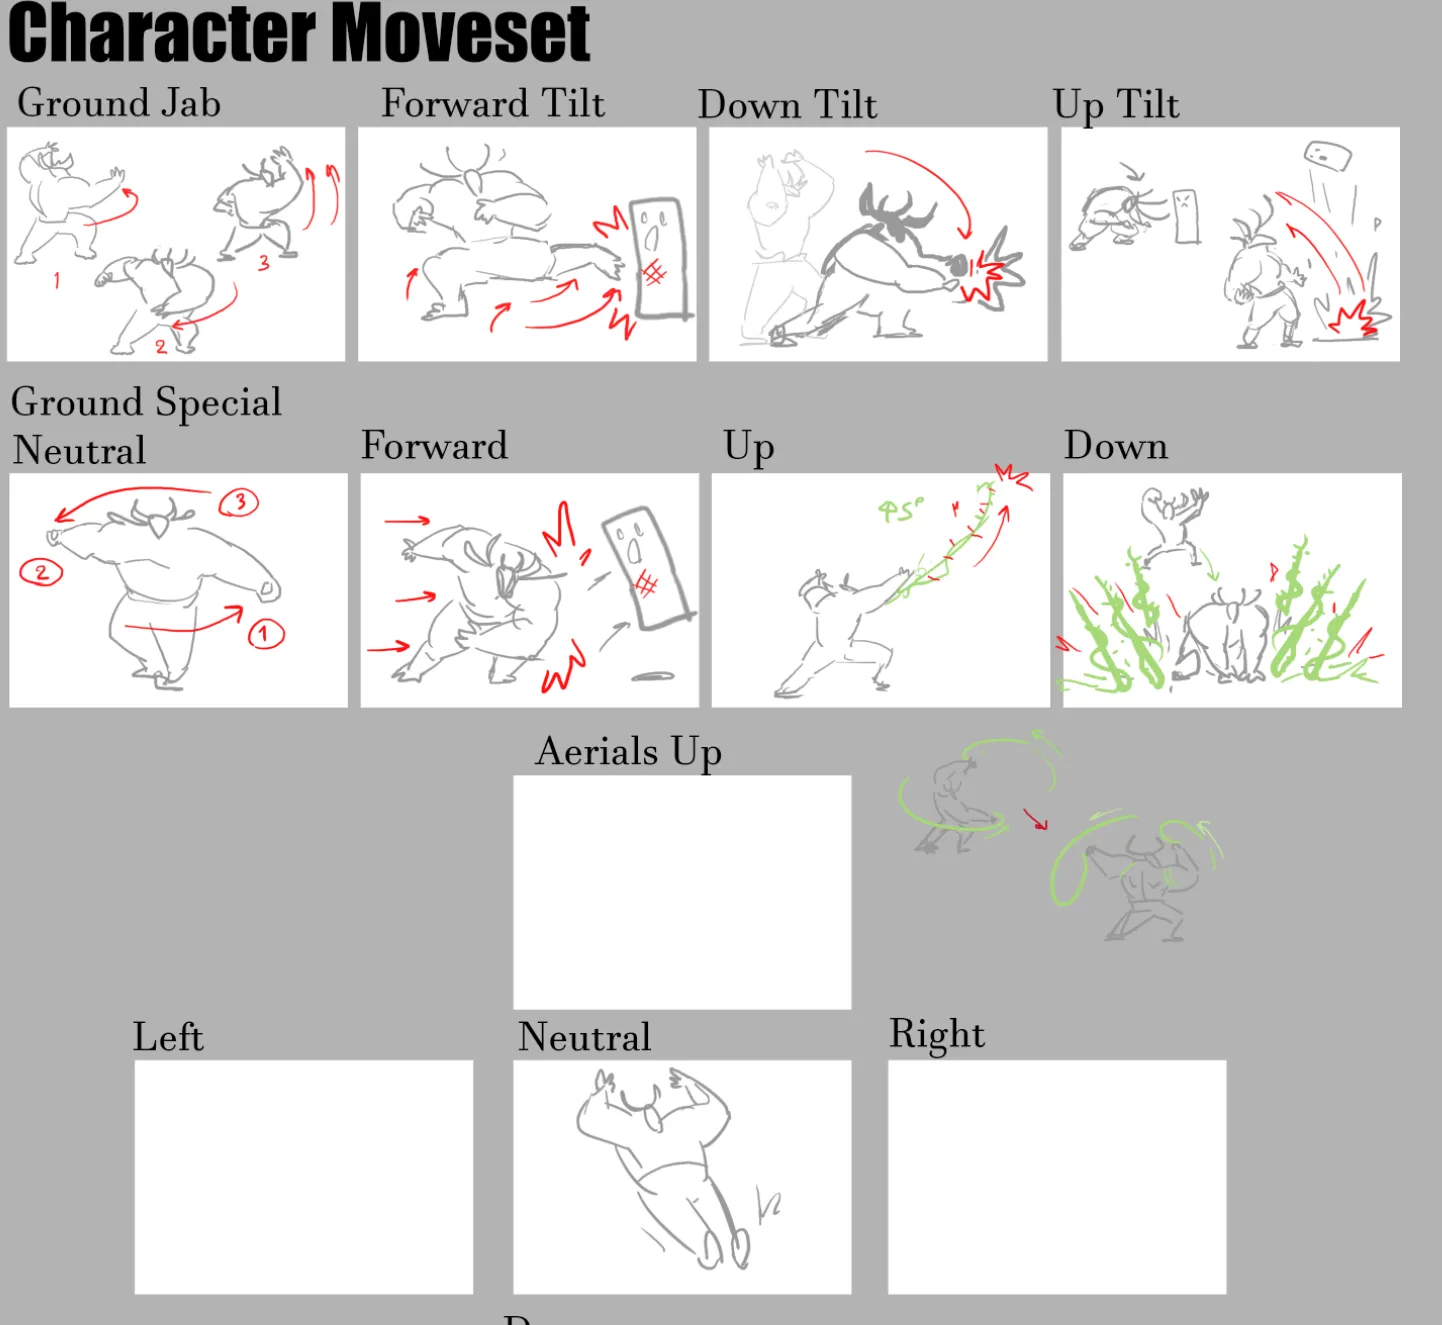 Character Moveset
Ground Jab
Forward Tilt
Down Tilt
Up Tilt
1
2
3
Ground Special
Neutral
Forward
Up
Down
3
2
1
45°
Aerials Up
Left
Neutral
Right